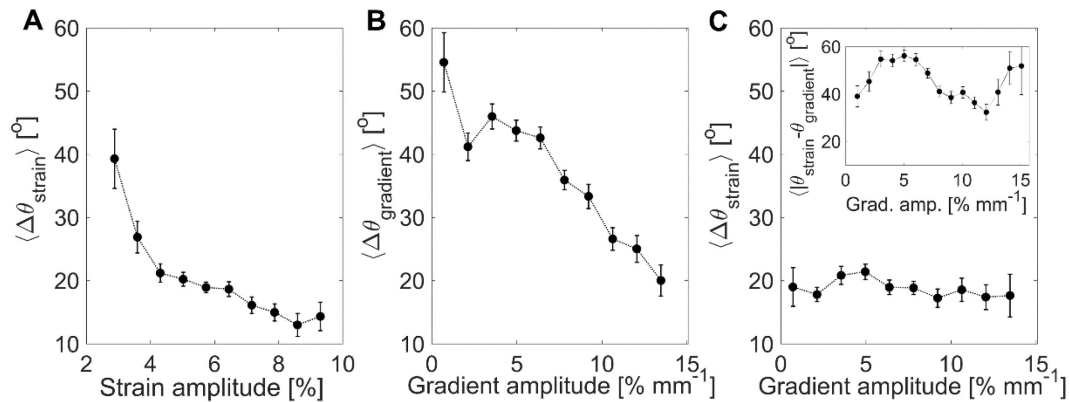 A
60
50
40
30
20
10
⟨Δθstrain⟩ [o]
2 4 6 8 10
Strain amplitude [%]
B
60
50
40
30
20
10
⟨Δθgradient⟩ [o]
0 5 10 15
Gradient amplitude [% mm-1]
C
60
50
40
30
20
10
⟨Δθstrain⟩ [o]
0 5 10 15
Gradient amplitude [% mm-1]
60
40
20
⟨|θstrain-θgradient|⟩ [o]
0 5 10 15
Grad. amp. [% mm-1]